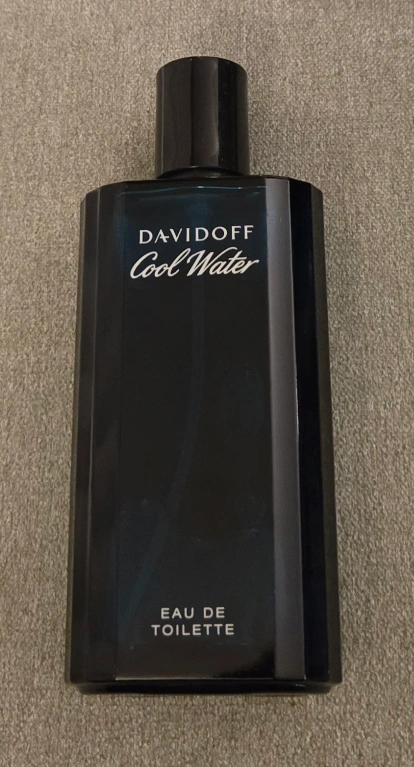 DAVIDOFF
Cool Water
EAU DE
TOILETTE